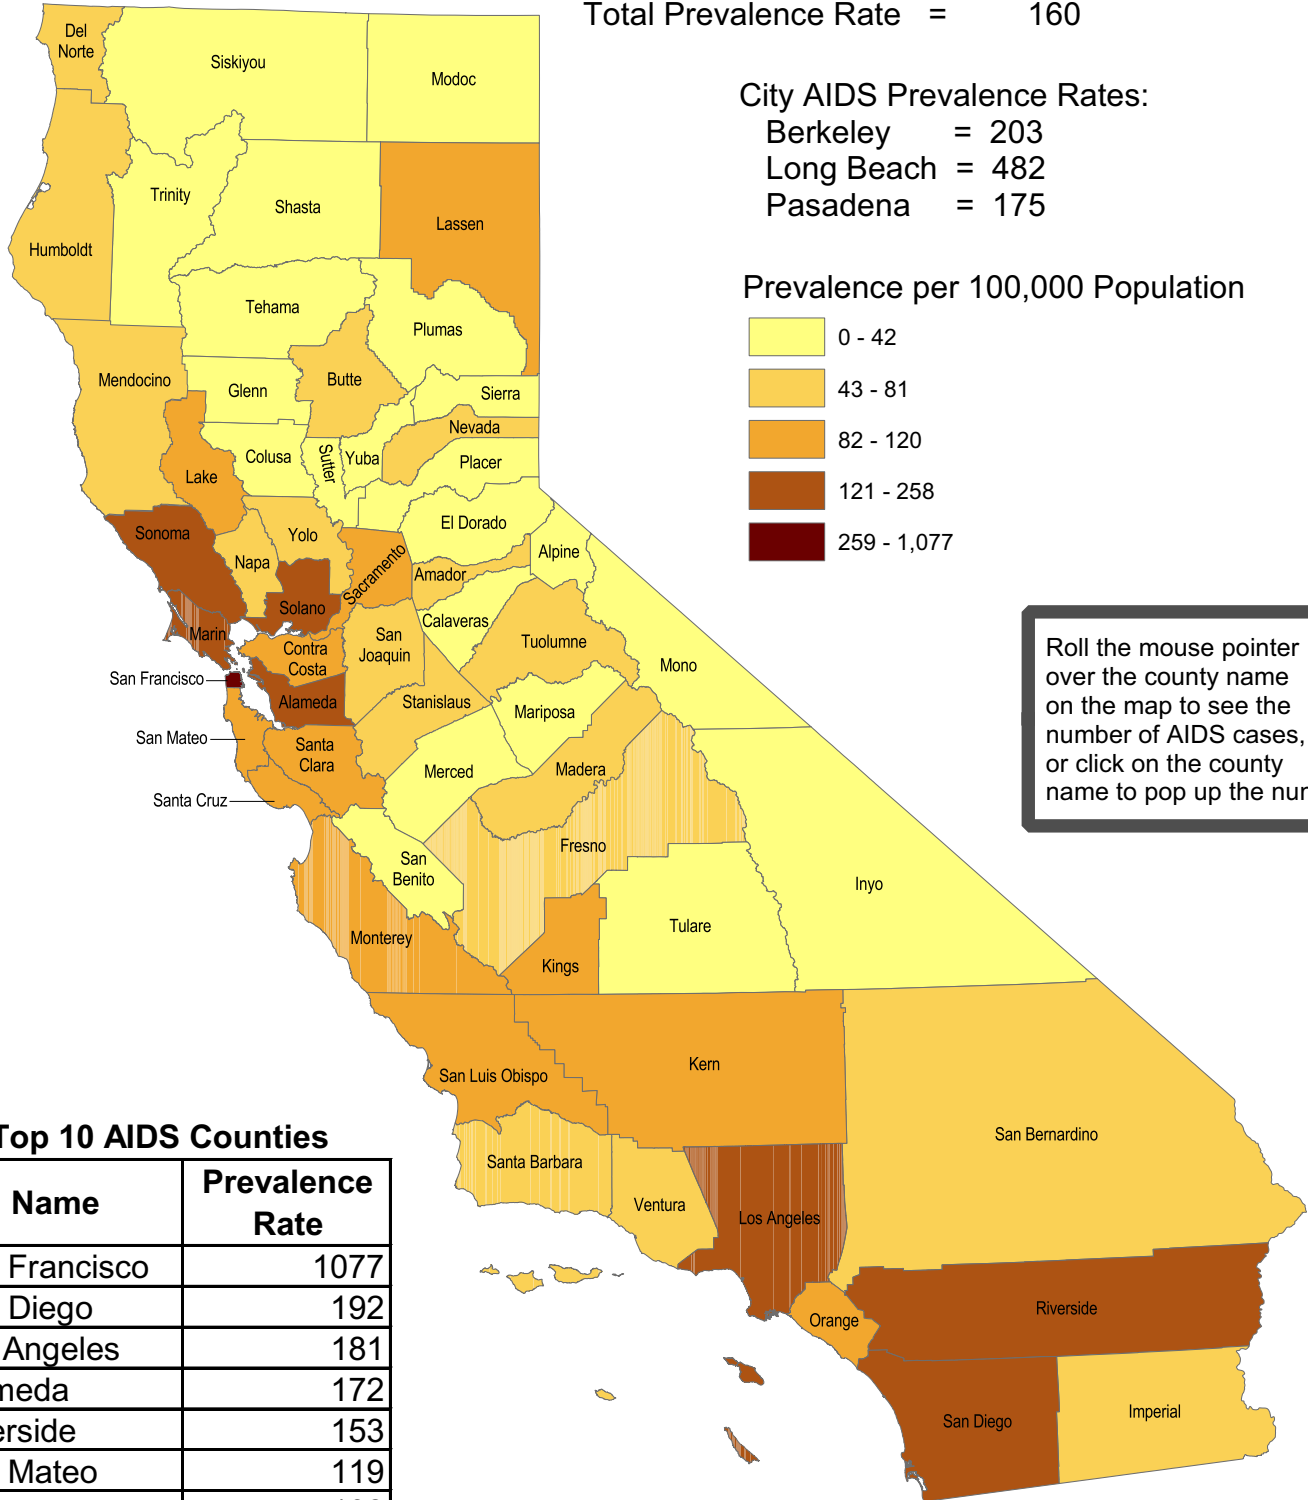 Total Prevalence Rate = 160
City AIDS Prevalence Rates:
Berkeley = 203
Long Beach = 482
Pasadena = 175
Prevalence per 100,000 Population
0 - 42
43 - 81
82 - 120
121 - 258
259 - 1,077
Roll the mouse pointer
over the county name
on the map to see the
number of AIDS cases,
or click on the county
name to pop up the nur
Del
Norte
Siskiyou
Modoc
Humboldt
Trinity
Shasta
Lassen
Tehama
Plumas
Mendocino
Glenn
Butte
Sierra
Nevada
Lake
Colusa
Sutter
Yuba
Placer
Sonoma
Napa
Yolo
El Dorado
Alpine
Sacramento
Amador
Solano
Marin
Calaveras
San
Joaquin
Contra
Costa
Tuolumne
Mono
San Francisco
Alameda
Stanislaus
Mariposa
San Mateo
Santa
Clara
Merced
Madera
Santa Cruz
Fresno
San
Benito
Inyo
Monterey
Tulare
Kings
San Luis Obispo
Kern
San Bernardino
Santa Barbara
Ventura
Los Angeles
Orange
Riverside
San Diego
Imperial
Top 10 AIDS Counties
Name Prevalence
Rate
Francisco 1077
Diego 192
Angeles 181
meda 172
erside 153
Mateo 119